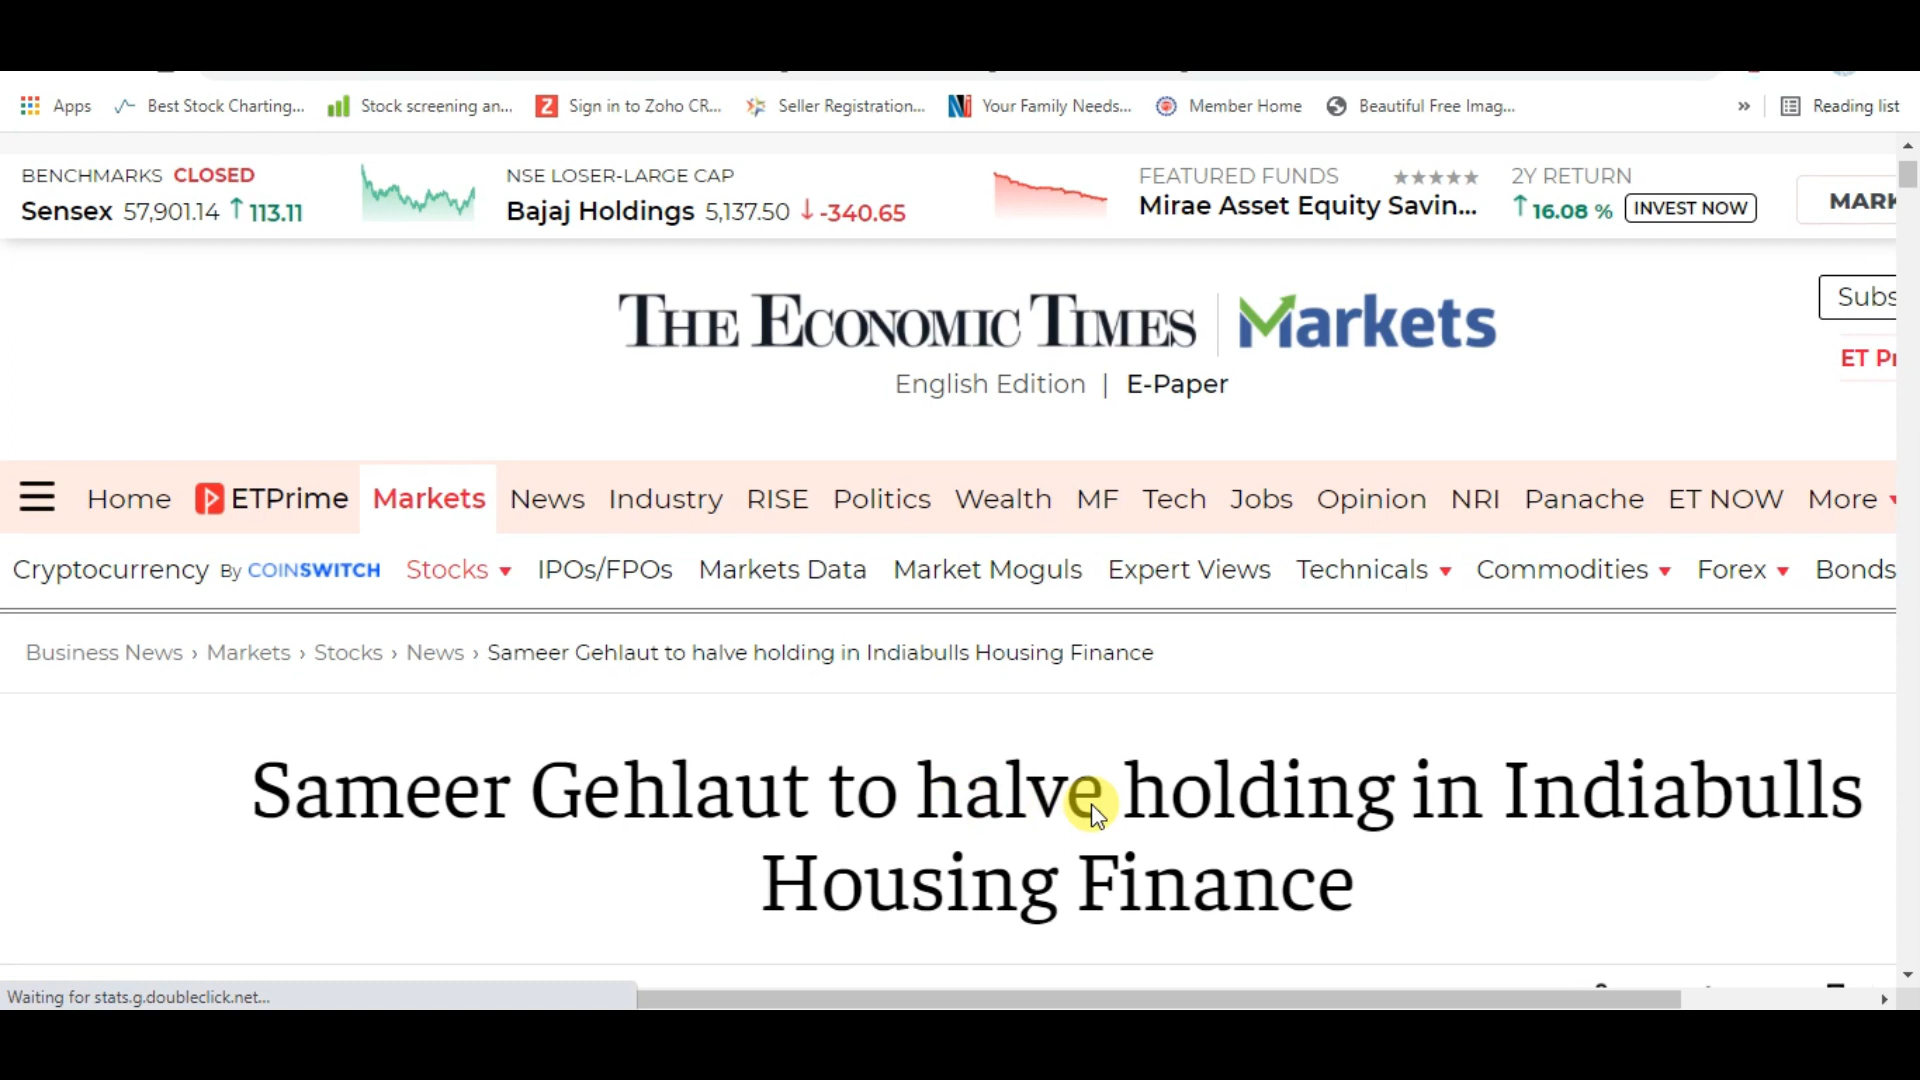 Apps Best Stock Charting... Stock screening an... Sign in to Zoho CR... Seller Registration... Your Family Needs... Member Home Beautiful Free Imag... » Reading list
BENCHMARKS CLOSED NSE LOSER-LARGE CAP FEATURED FUNDS ★★★★★ 2Y RETURN
Sensex 57,901.14 ↑ 113.11 Bajaj Holdings 5,137.50 ↓ -340.65 Mirae Asset Equity Savin... ↑ 16.08 % INVEST NOW MARK
THE ECONOMIC TIMES | Markets
Subs
English Edition | E-Paper
ET Pr
Home ETPrime Markets News Industry RISE Politics Wealth MF Tech Jobs Opinion NRI Panache ET NOW More
Cryptocurrency By COINSWITCH Stocks IPOs/FPOs Markets Data Market Moguls Expert Views Technicals Commodities Forex Bonds
Business News › Markets › Stocks › News › Sameer Gehlaut to halve holding in Indiabulls Housing Finance
Sameer Gehlaut to halve holding in Indiabulls
Housing Finance
Waiting for stats.g.doubleclick.net...